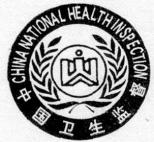 CHINA NATIONAL HEALTH INSPECTION
中国卫生监督